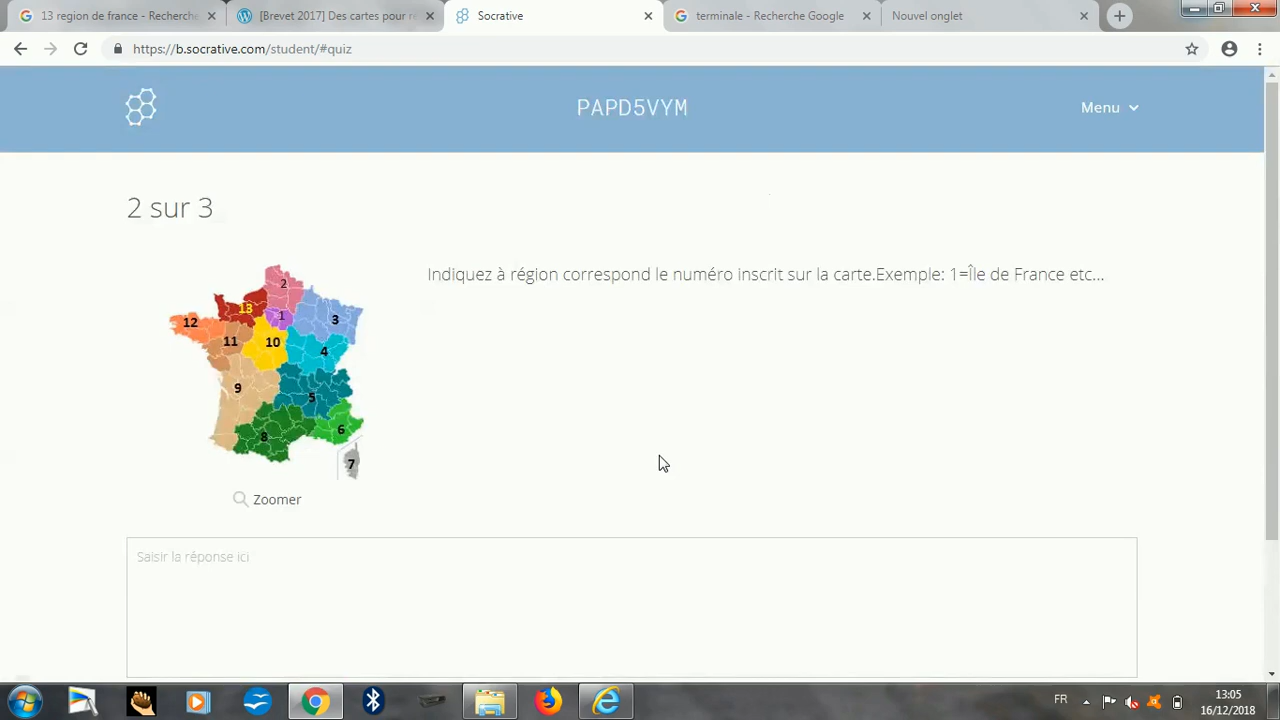 13 region de france - Recherche
[Brevet 2017] Des cartes pour r
Socrative
terminale - Recherche Google
Nouvel onglet
https://b.socrative.com/student/#quiz
PAPD5VYM
Menu
2 sur 3
Indiquez à région correspond le numéro inscrit sur la carte.Exemple: 1=Île de France etc...
2
13
1
12
3
11
10
4
9
5
8
6
7
Zoomer
Saisir la réponse ici
FR
13:05
16/12/2018